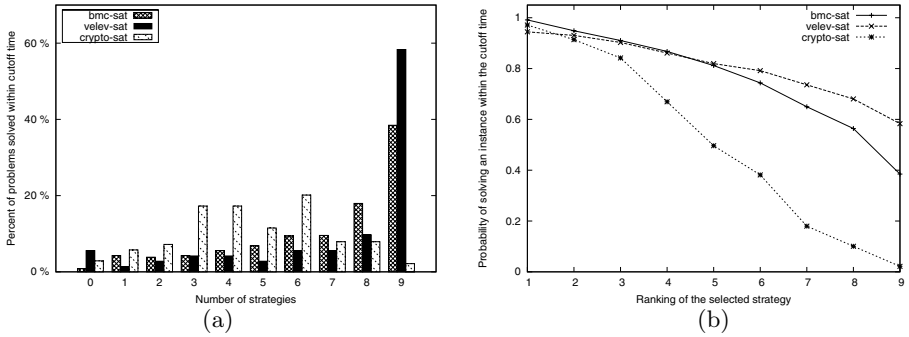 bmc-sat
velev-sat
crypto-sat
Percent of problems solved within cutoff time
60 %
40 %
20 %
0 %
0 1 2 3 4 5 6 7 8 9
Number of strategies
(a)
bmc-sat
velev-sat
crypto-sat
Probability of solving an instance within the cutoff time
1
0.8
0.6
0.4
0.2
0
1 2 3 4 5 6 7 8 9
Ranking of the selected strategy
(b)